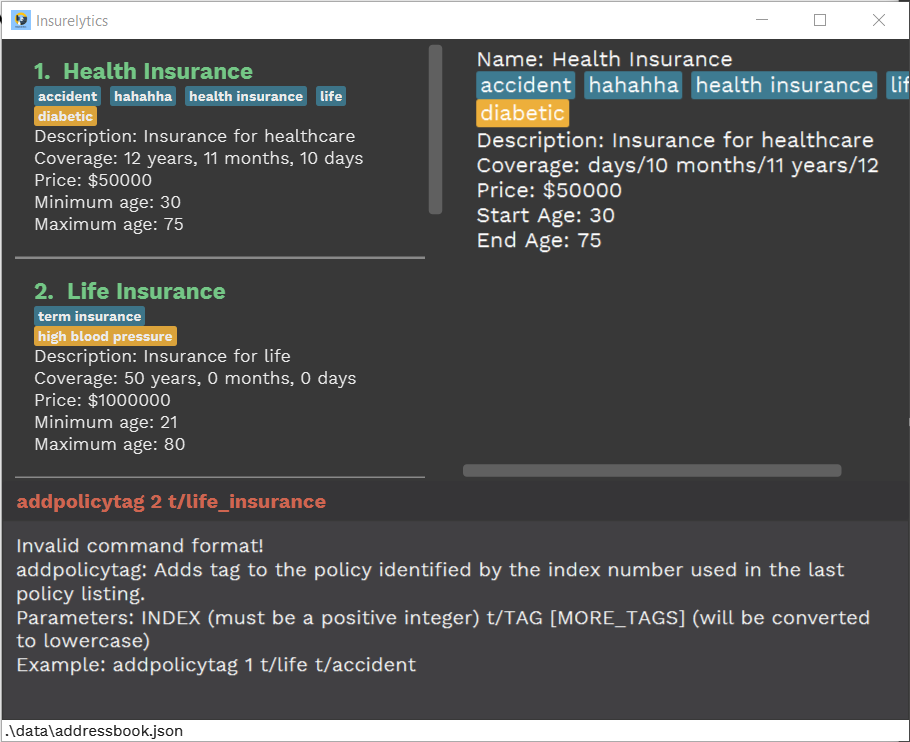 Insurelytics
1. Health Insurance
accident hahahha health insurance life
diabetic
Description: Insurance for healthcare
Coverage: 12 years, 11 months, 10 days
Price: $50000
Minimum age: 30
Maximum age: 75
2. Life Insurance
term insurance
high blood pressure
Description: Insurance for life
Coverage: 50 years, 0 months, 0 days
Price: $1000000
Minimum age: 21
Maximum age: 80
Name: Health Insurance
accident hahahha health insurance
diabetic
Description: Insurance for healthcare
Coverage: days/10 months/11 years/12
Price: $50000
Start Age: 30
End Age: 75
addpolicytag 2 t/life_insurance
Invalid command format!
addpolicytag: Adds tag to the policy identified by the index number used in the last
policy listing.
Parameters: INDEX (must be a positive integer) t/TAG [MORE_TAGS] (will be converted
to lowercase)
Example: addpolicytag 1 t/life t/accident
.\data\addressbook.json